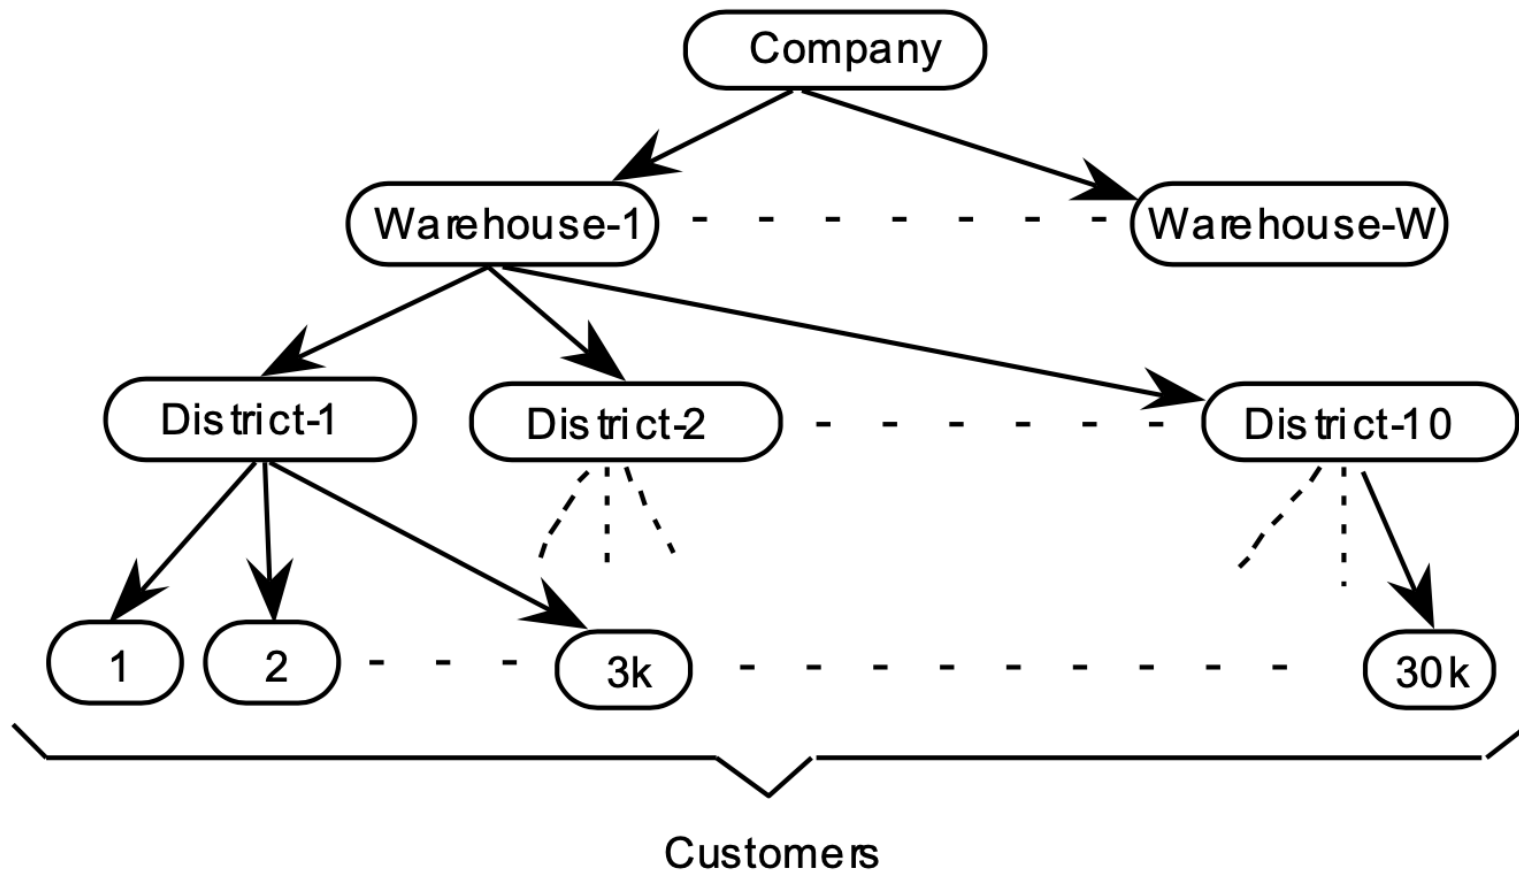 Company
Warehouse-1
Warehouse-W
District-1
District-2
District-10
1
2
3k
30k
Customers